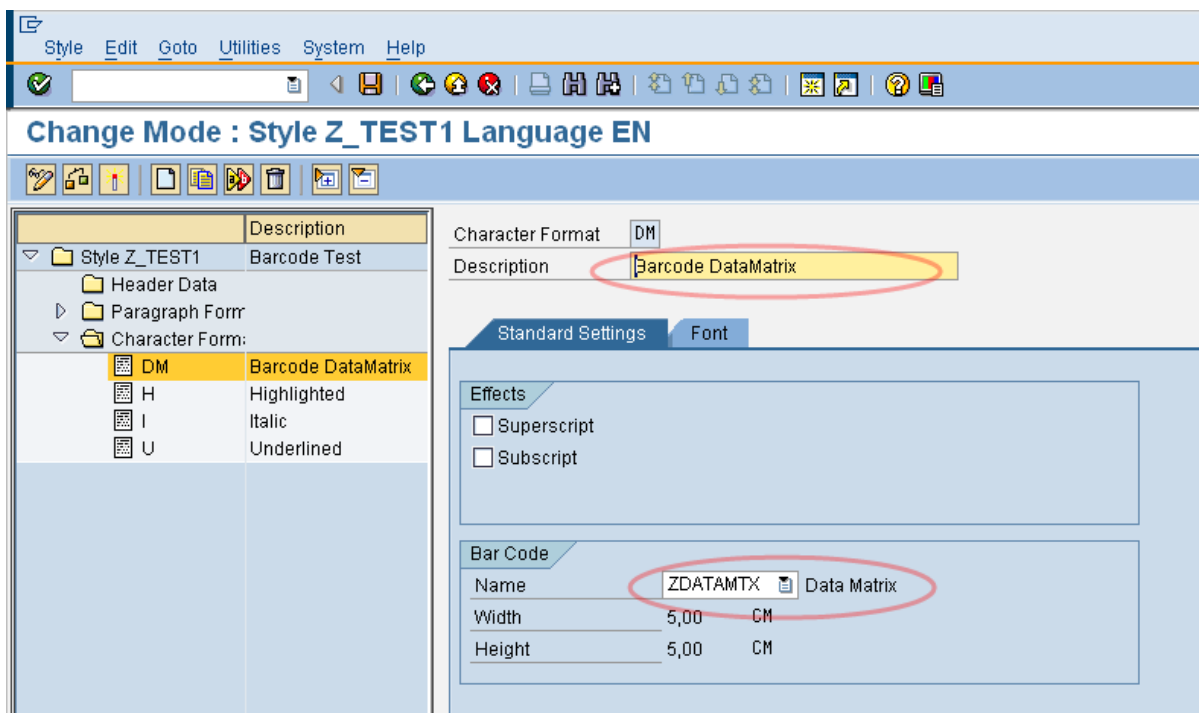 Style Edit Goto Utilities System Help
Change Mode : Style Z_TEST1 Language EN
Description
Style Z_TEST1 Barcode Test
Header Data
Paragraph Form
Character Form
DM Barcode DataMatrix
H Highlighted
I Italic
U Underlined
Character Format DM
Description Barcode DataMatrix
Standard Settings Font
Effects
Superscript
Subscript
Bar Code
Name ZDATAMTX Data Matrix
Width 5,00 CM
Height 5,00 CM